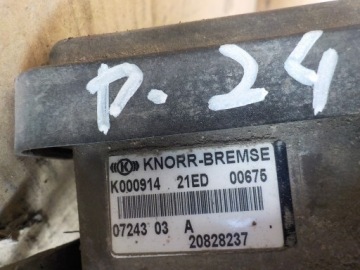 D. 24
KNORR-BREMSE
K000914 21ED 00675
07243 03 A
20828237